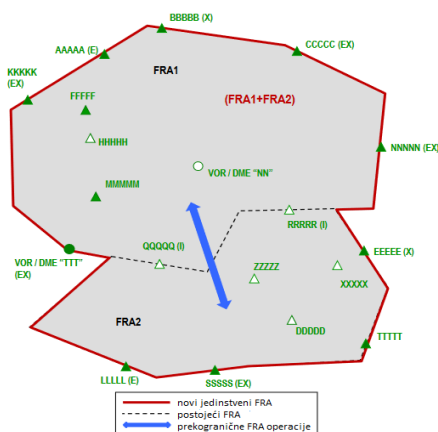 BBBBB (X)
AAAAA (E)
CCCCC (EX)
FRA1
KKKKK
(EX)
FFFFF
(FRA1+FRA2)
HHHHH
NNNNN (EX)
VOR / DME "NN"
MMMMM
RRRRR (I)
QQQQQ (I)
EEEEE (X)
VOR / DME "TTT"
(EX)
ZZZZZ
XXXXX
FRA2
DDDDD
TTTTT
LLLLL (E)
SSSSS (EX)
novi jedinstveni FRA
postojeći FRA
prekogranične FRA operacije